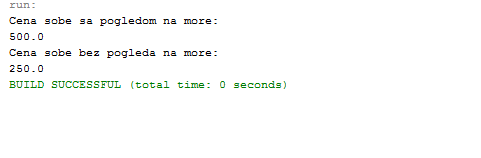 run:
Cena sobe sa pogledom na more:
500.0
Cena sobe bez pogleda na more:
250.0
BUILD SUCCESSFUL (total time: 0 seconds)